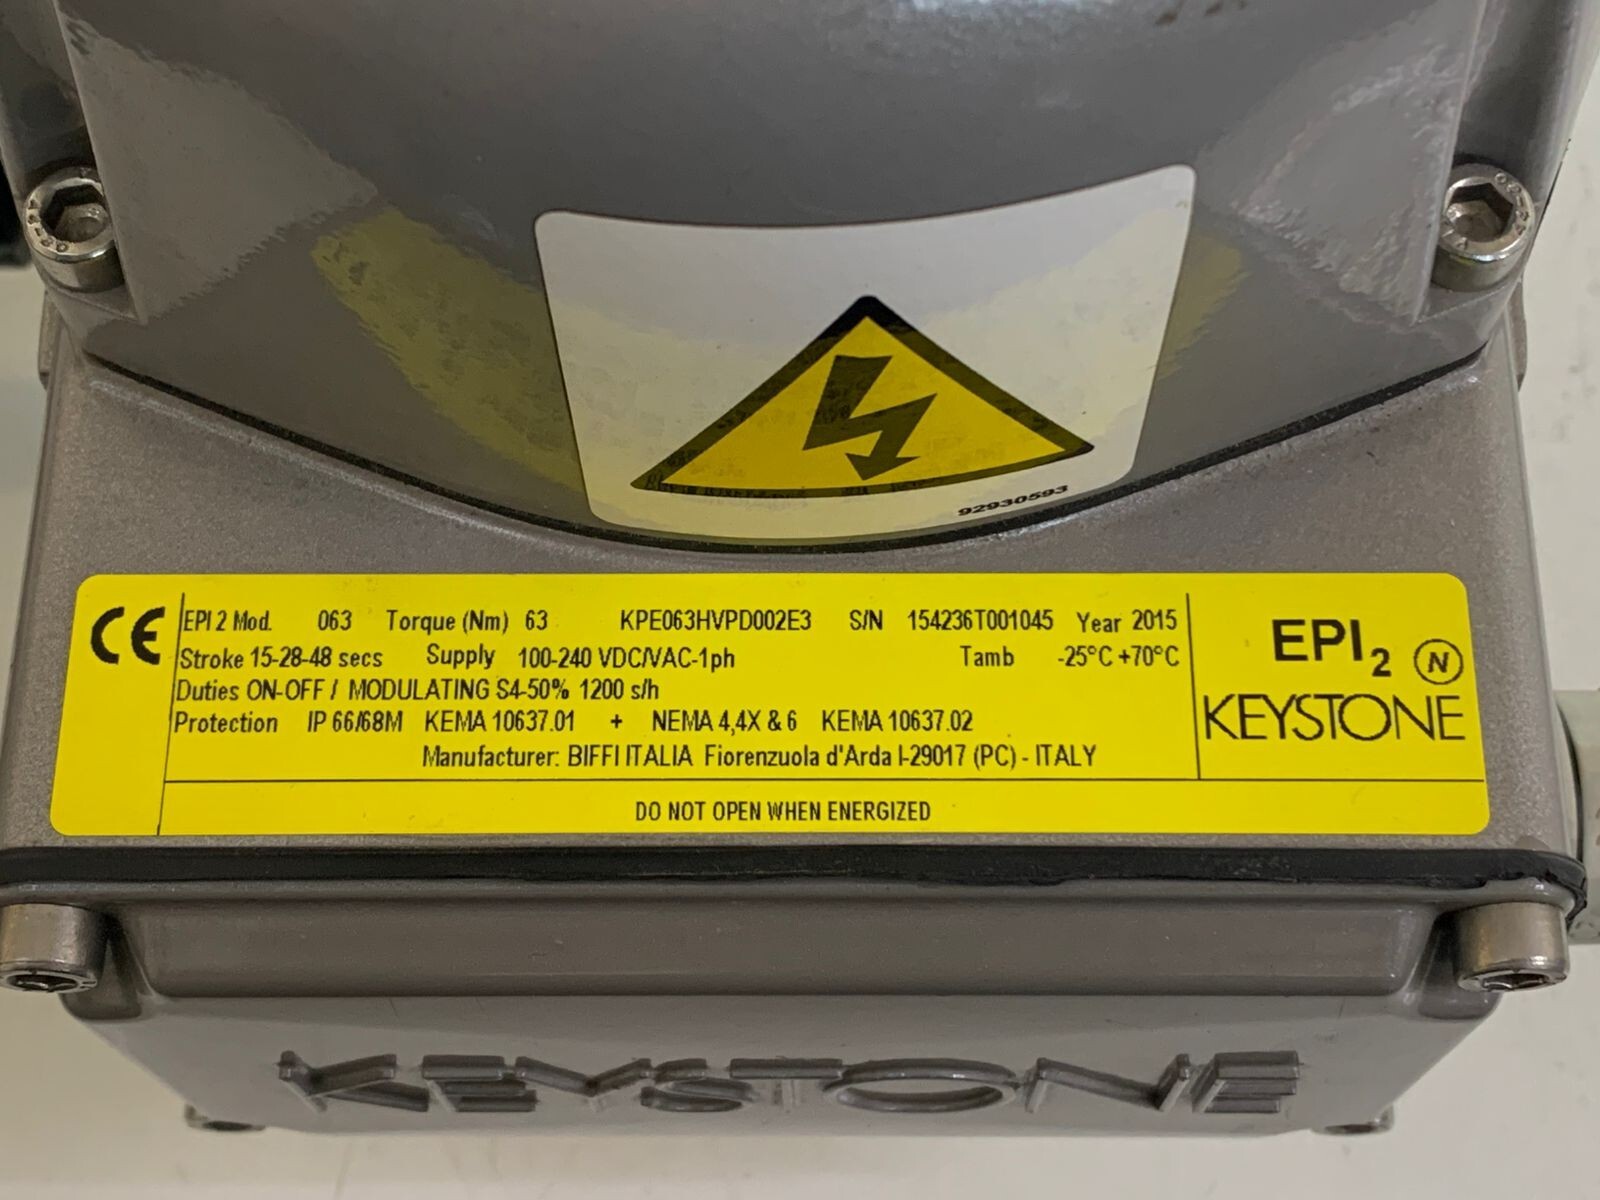 92930593
CE
EPI 2 Mod. 063 Torque (Nm) 63 KPE063HVPD002E3 S/N 154236T001045 Year 2015
Stroke 15-28-48 secs Supply 100-240 VDC/VAC-1ph Tamb -25°C +70°C
Duties ON-OFF / MODULATING S4-50% 1200 s/h
Protection IP 66/68M KEMA 10637.01 + NEMA 4,4X & 6 KEMA 10637.02
Manufacturer: BIFFI ITALIA Fiorenzuola d'Arda I-29017 (PC) - ITALY
EPI2 N
KEYSTONE
DO NOT OPEN WHEN ENERGIZED
KEYSTONE